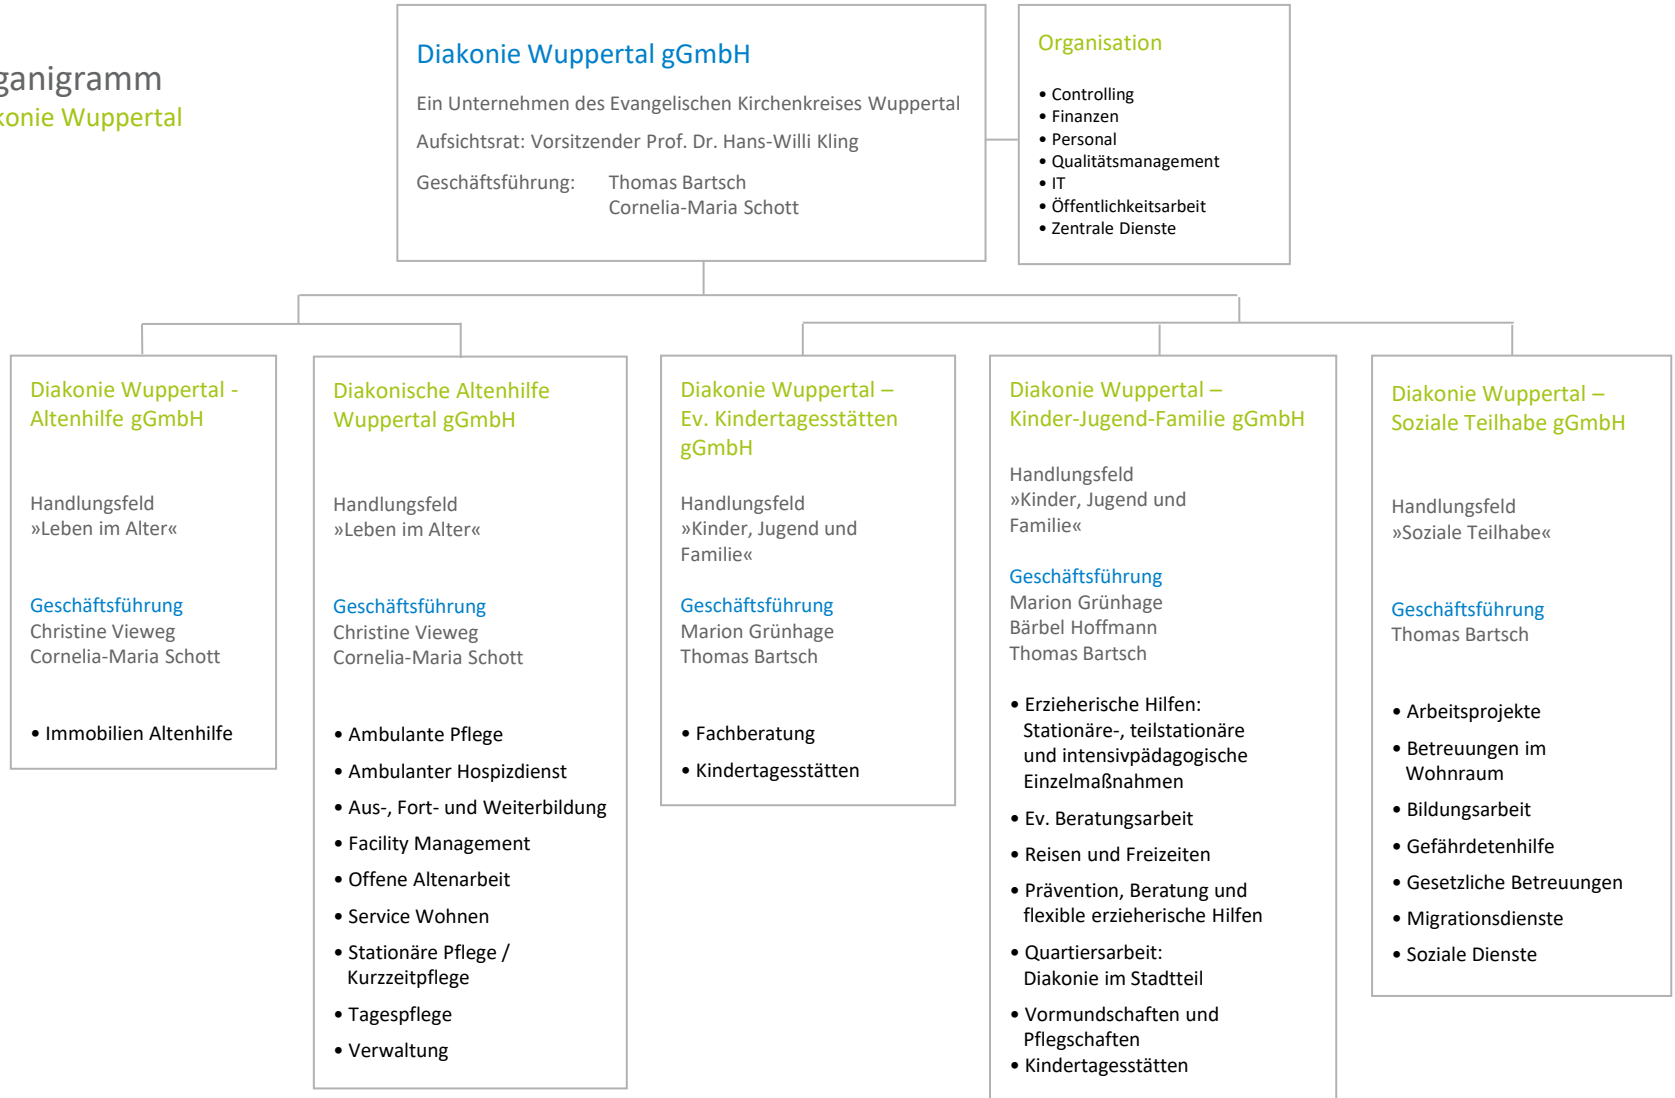 ganigramm
konie Wuppertal
Diakonie Wuppertal gGmbH
Ein Unternehmen des Evangelischen Kirchenkreises Wuppertal
Aufsichtsrat: Vorsitzender Prof. Dr. Hans-Willi Kling
Geschäftsführung: Thomas Bartsch
Cornelia-Maria Schott
Organisation
• Controlling
• Finanzen
• Personal
• Qualitätsmanagement
• IT
• Öffentlichkeitsarbeit
• Zentrale Dienste
Diakonie Wuppertal -
Altenhilfe gGmbH
Handlungsfeld
»Leben im Alter«
Geschäftsführung
Christine Vieweg
Cornelia-Maria Schott
• Immobilien Altenhilfe
Diakonische Altenhilfe
Wuppertal gGmbH
Handlungsfeld
»Leben im Alter«
Geschäftsführung
Christine Vieweg
Cornelia-Maria Schott
• Ambulante Pflege
• Ambulanter Hospizdienst
• Aus-, Fort- und Weiterbildung
• Facility Management
• Offene Altenarbeit
• Service Wohnen
• Stationäre Pflege /
Kurzzeitpflege
• Tagespflege
• Verwaltung
Diakonie Wuppertal –
Ev. Kindertagesstätten
gGmbH
Handlungsfeld
»Kinder, Jugend und
Familie«
Geschäftsführung
Marion Grünhage
Thomas Bartsch
• Fachberatung
• Kindertagesstätten
Diakonie Wuppertal –
Kinder-Jugend-Familie gGmbH
Handlungsfeld
»Kinder, Jugend und
Familie«
Geschäftsführung
Marion Grünhage
Bärbel Hoffmann
Thomas Bartsch
• Erzieherische Hilfen:
Stationäre-, teilstationäre
und intensivpädagogische
Einzelmaßnahmen
• Ev. Beratungsarbeit
• Reisen und Freizeiten
• Prävention, Beratung und
flexible erzieherische Hilfen
• Quartiersarbeit:
Diakonie im Stadtteil
• Vormundschaften und
Pflegschaften
• Kindertagesstätten
Diakonie Wuppertal –
Soziale Teilhabe gGmbH
Handlungsfeld
»Soziale Teilhabe«
Geschäftsführung
Thomas Bartsch
• Arbeitsprojekte
• Betreuungen im
Wohnraum
• Bildungsarbeit
• Gefährdetenhilfe
• Gesetzliche Betreuungen
• Migrationsdienste
• Soziale Dienste